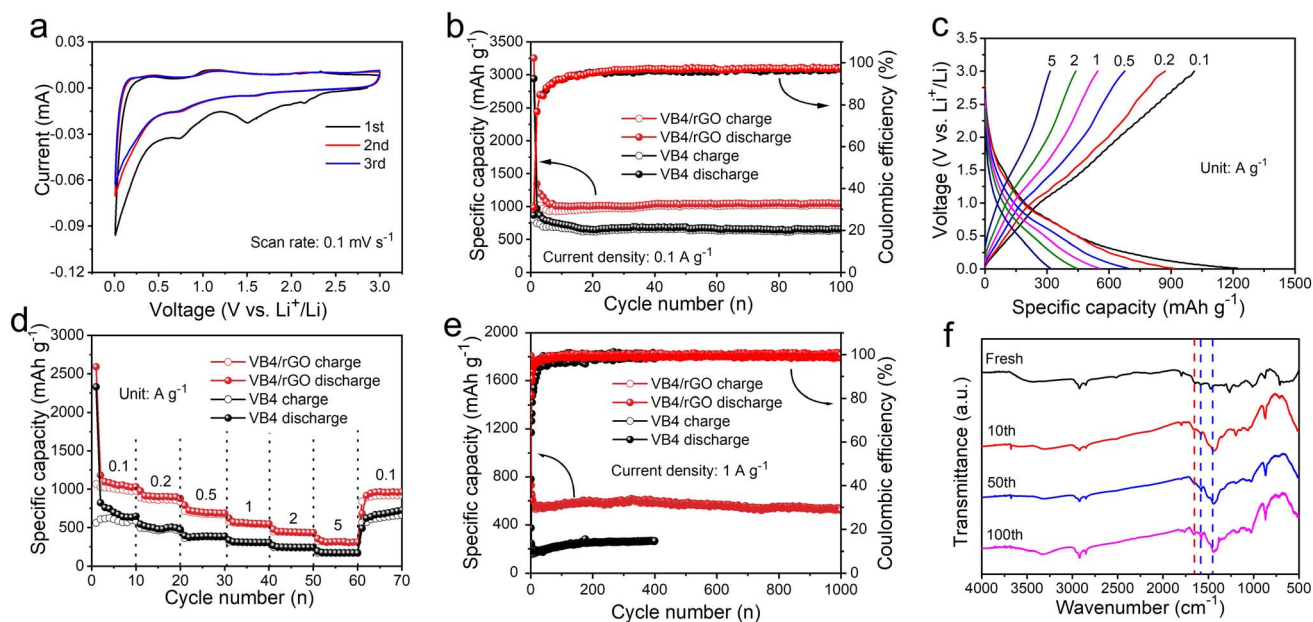 a
0.03
0.00
-0.03
-0.06
-0.09
-0.12
Current (mA)
1st
2nd
3rd
Scan rate: 0.1 mV s⁻¹
0.0 0.5 1.0 1.5 2.0 2.5 3.0
Voltage (V vs. Li⁺/Li)
b
3500
3000
2500
2000
1500
1000
500
0
Specific capacity (mAh g⁻¹)
VB4/rGO charge
VB4/rGO discharge
VB4 charge
VB4 discharge
Current density: 0.1 A g⁻¹
100
80
60
40
20
0
Coulombic efficiency (%)
0 20 40 60 80 100
Cycle number (n)
c
3.5
3.0
2.5
2.0
1.5
1.0
0.5
0.0
Voltage (V vs. Li⁺/Li)
5 2 1 0.5 0.2 0.1
Unit: A g⁻¹
0 300 600 900 1200 1500
Specific capacity (mAh g⁻¹)
d
3000
2500
2000
1500
1000
500
0
Specific capacity (mAh g⁻¹)
VB4/rGO charge
VB4/rGO discharge
VB4 charge
VB4 discharge
Unit: A g⁻¹
0.1 0.2 0.5 1 2 5 0.1
0 10 20 30 40 50 60 70
Cycle number (n)
e
2000
1800
1600
1400
1200
1000
800
600
400
200
0
Specific capacity (mAh g⁻¹)
VB4/rGO charge
VB4/rGO discharge
VB4 charge
VB4 discharge
Current density: 1 A g⁻¹
100
80
60
40
20
0
Coulombic efficiency (%)
0 100 200 300 400 500 600 700 800 900 1000
Cycle number (n)
f
Transmittance (a.u.)
Fresh
10th
50th
100th
4000 3500 3000 2500 2000 1500 1000 500
Wavenumber (cm⁻¹)